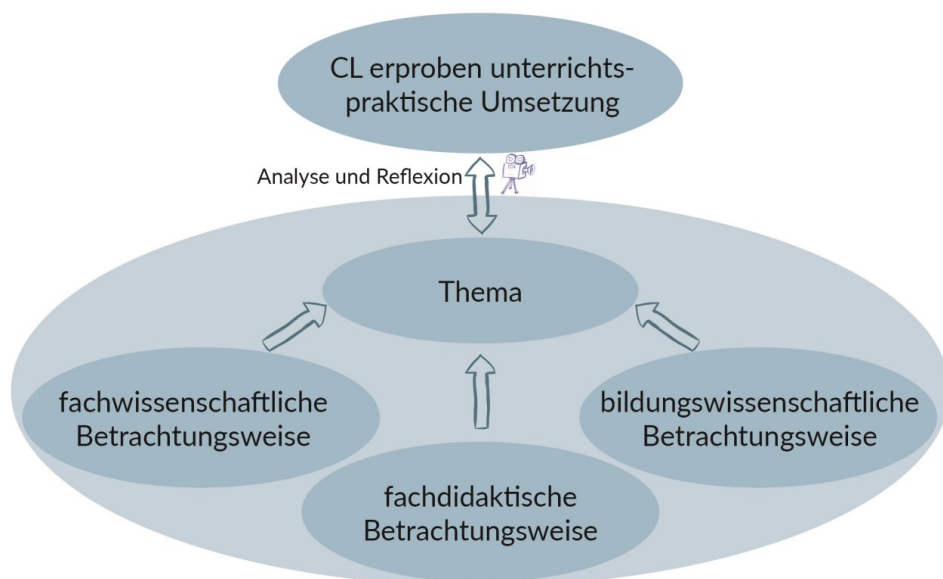 CL erproben unterrichts-
praktische Umsetzung
Analyse und Reflexion
Thema
fachwissenschaftliche
Betrachtungsweise
bildungswissenschaftliche
Betrachtungsweise
fachdidaktische
Betrachtungsweise